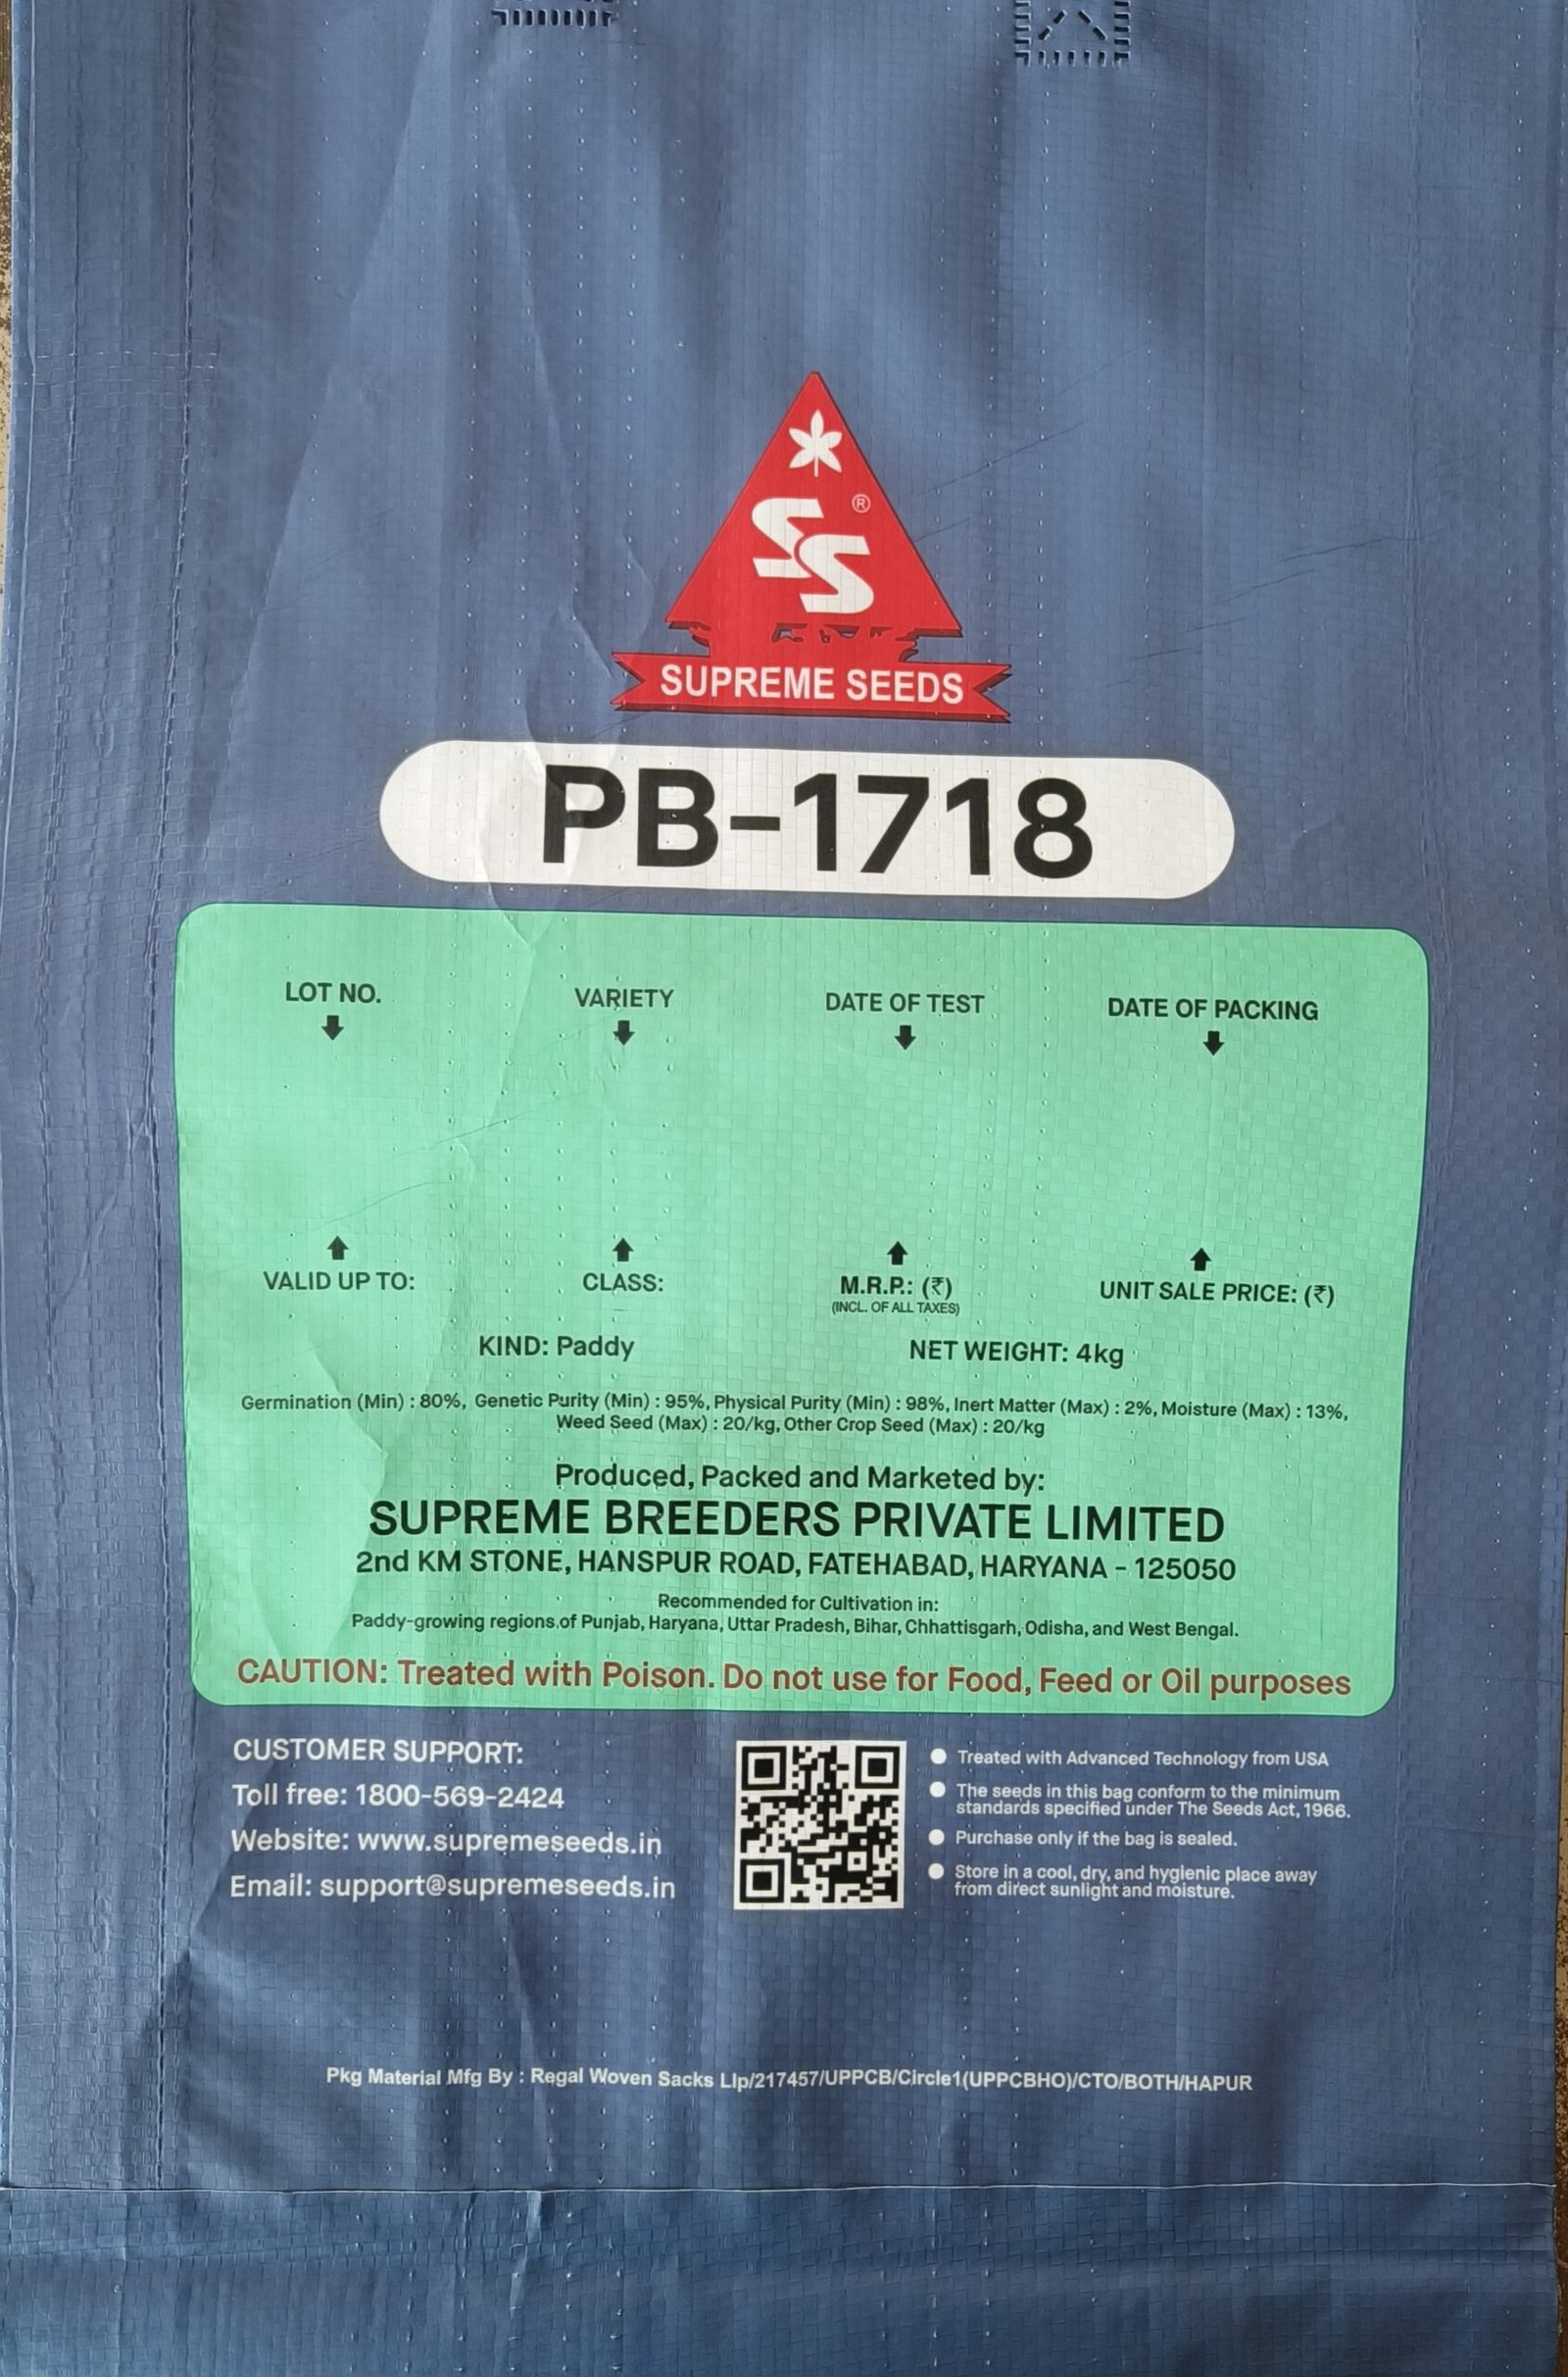 SS ®
SUPREME SEEDS
PB-1718
LOT NO. VARIETY DATE OF TEST DATE OF PACKING
VALID UP TO: CLASS: M.R.P.: (₹) UNIT SALE PRICE: (₹)
(INCL. OF ALL TAXES)
KIND: Paddy NET WEIGHT: 4kg
Germination (Min) : 80%, Genetic Purity (Min) : 95%, Physical Purity (Min) : 98%, Inert Matter (Max) : 2%, Moisture (Max) : 13%,
Weed Seed (Max) : 20/kg, Other Crop Seed (Max) : 20/kg
Produced, Packed and Marketed by:
SUPREME BREEDERS PRIVATE LIMITED
2nd KM STONE, HANSPUR ROAD, FATEHABAD, HARYANA - 125050
Recommended for Cultivation in:
Paddy-growing regions of Punjab, Haryana, Uttar Pradesh, Bihar, Chhattisgarh, Odisha, and West Bengal.
CAUTION: Treated with Poison. Do not use for Food, Feed or Oil purposes
CUSTOMER SUPPORT:
Toll free: 1800-569-2424
Website: www.supremeseeds.in
Email: support@supremeseeds.in
Treated with Advanced Technology from USA
The seeds in this bag conform to the minimum
standards specified under The Seeds Act, 1966.
Purchase only if the bag is sealed.
Store in a cool, dry, and hygienic place away
from direct sunlight and moisture.
Pkg Material Mfg By : Regal Woven Sacks Llp/217457/UPPCB/Circle1(UPPCBHO)/CTO/BOTH/HAPUR